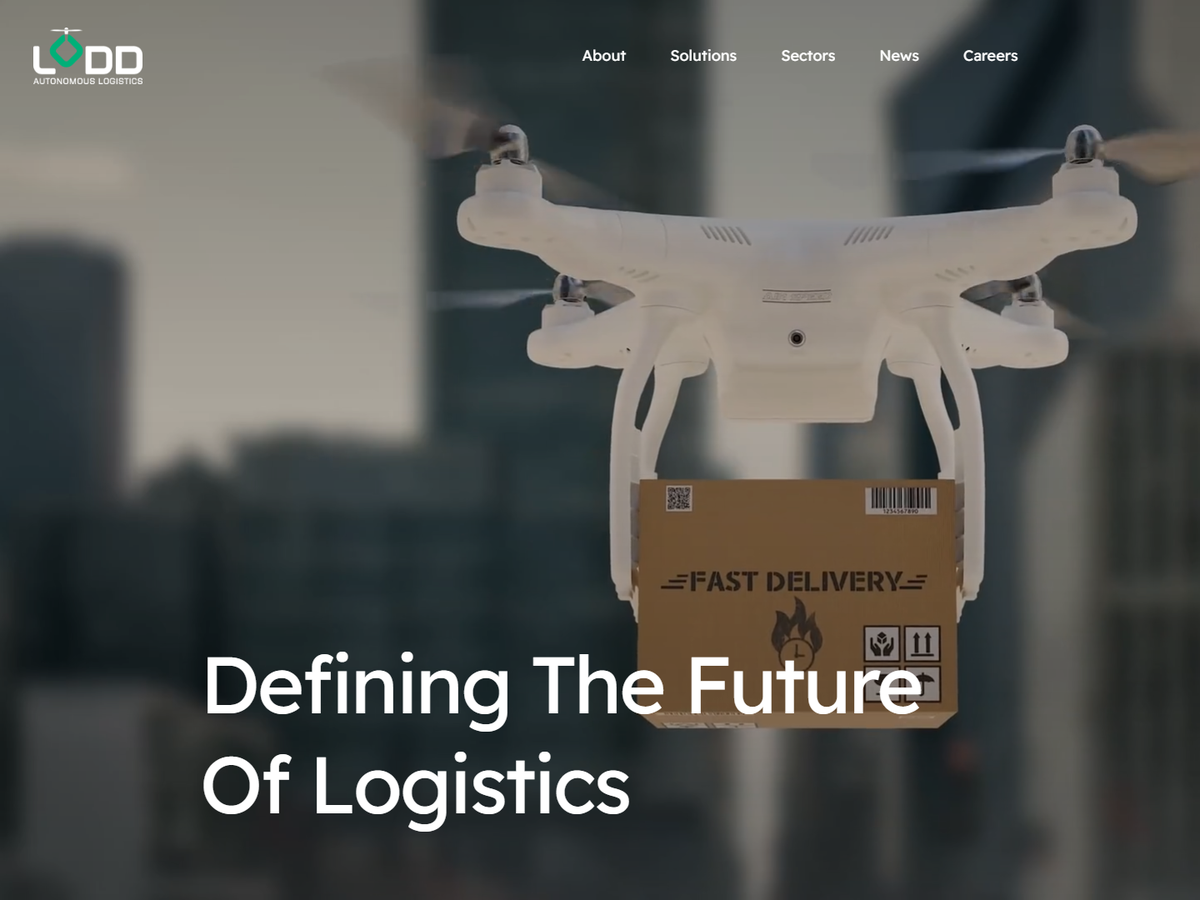 LODD
AUTONOMOUS LOGISTICS
About
Solutions
Sectors
News
Careers
1234567890
FAST DELIVERY
Defining The Future
Of Logistics